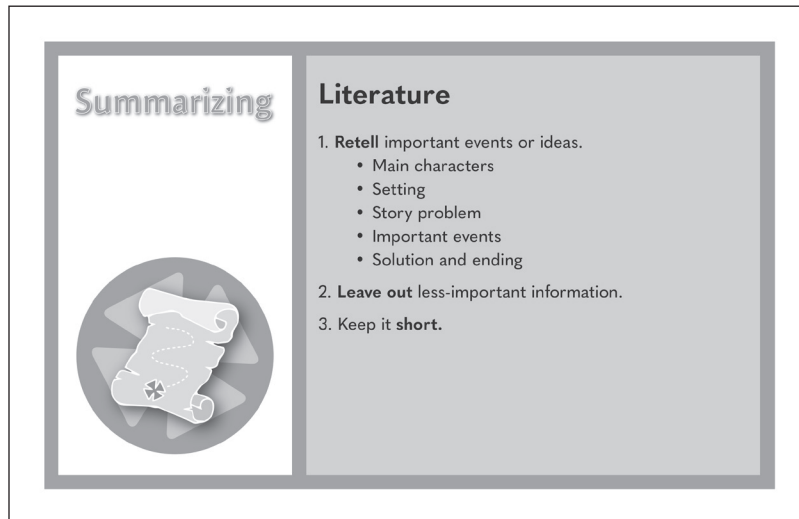 Summarizing
Literature
1. Retell important events or ideas.
• Main characters
• Setting
• Story problem
• Important events
• Solution and ending
2. Leave out less-important information.
3. Keep it short.